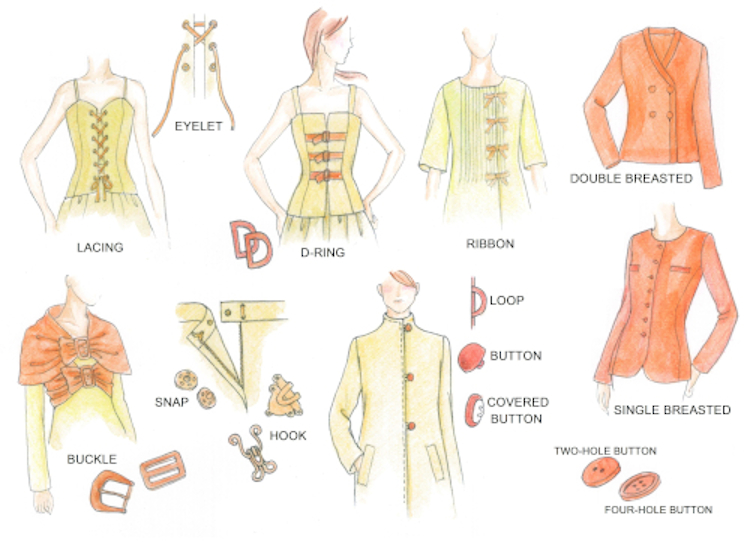 EYELET
LACING
D-RING
RIBBON
DOUBLE BREASTED
LOOP
BUTTON
COVERED
BUTTON
SNAP
HOOK
BUCKLE
SINGLE BREASTED
TWO-HOLE BUTTON
FOUR-HOLE BUTTON